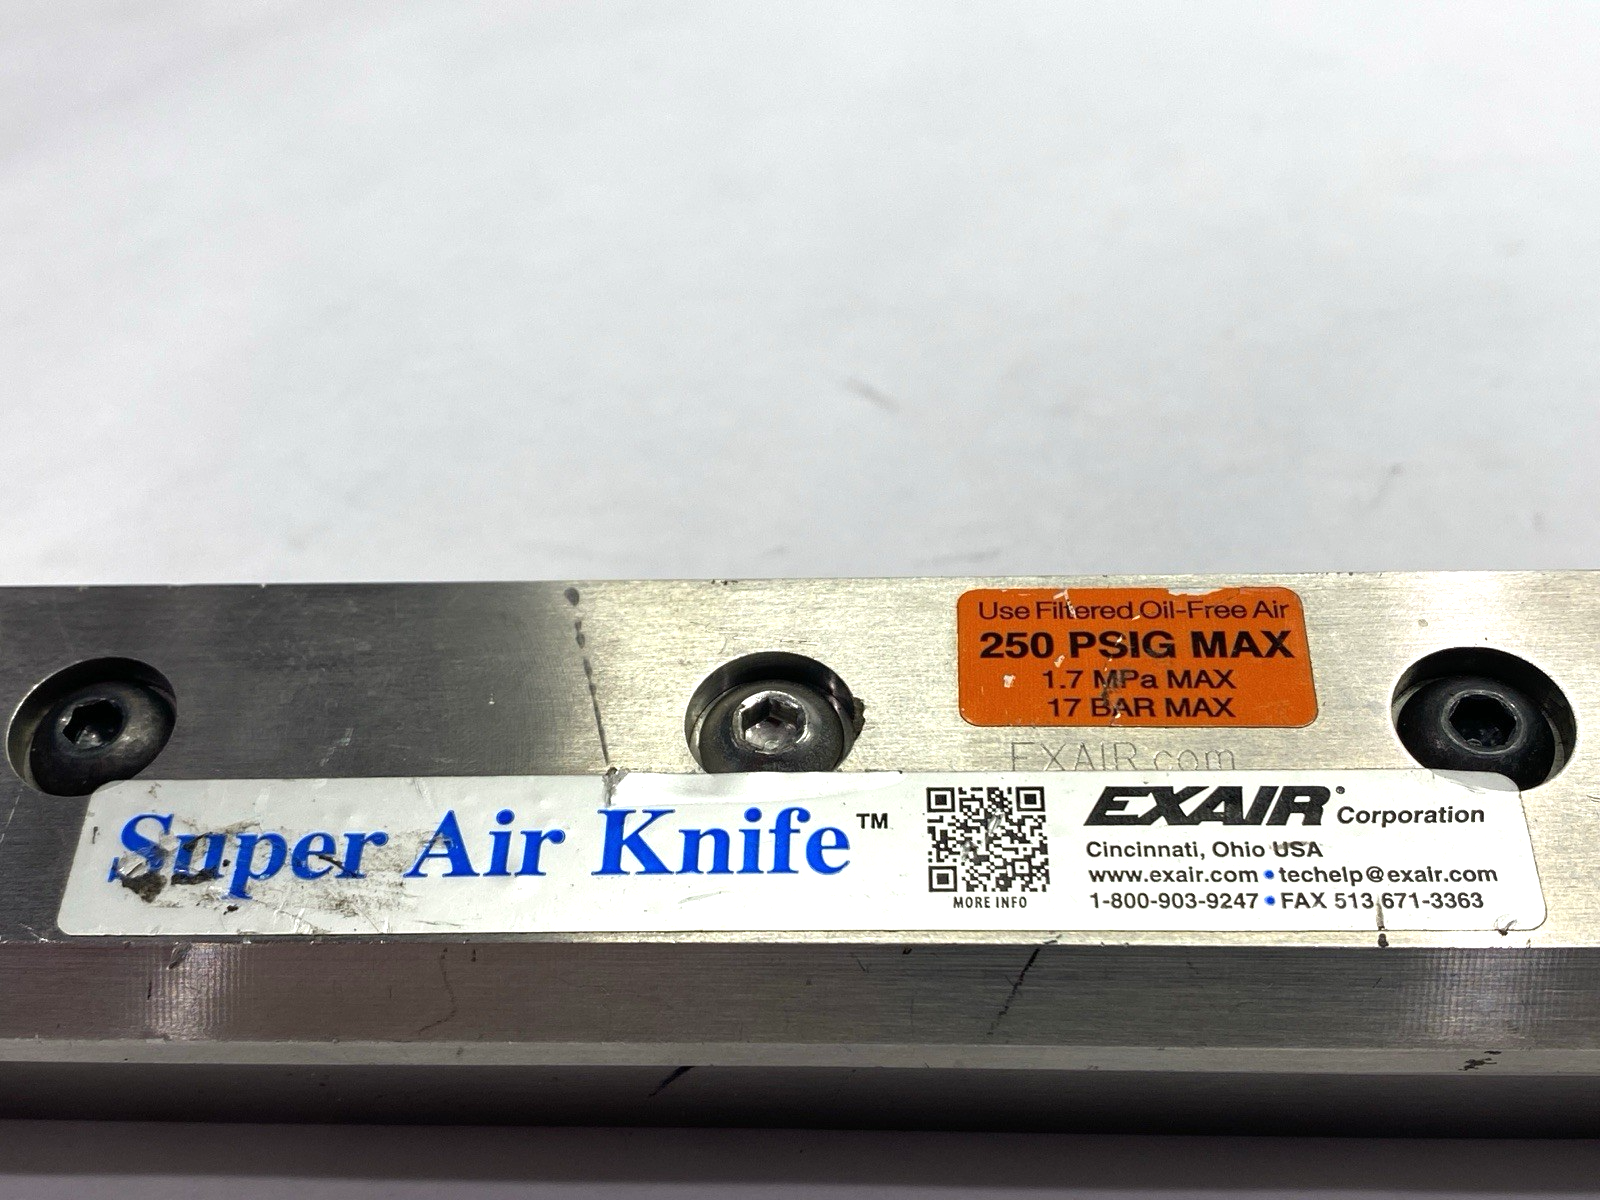 Use Filtered Oil-Free Air
250 PSIG MAX
1.7 MPa MAX
17 BAR MAX
EXAIR.com
Super Air Knife™
MORE INFO
EXAIR® Corporation
Cincinnati, Ohio USA
www.exair.com • techelp@exair.com
1-800-903-9247 • FAX 513 671-3363